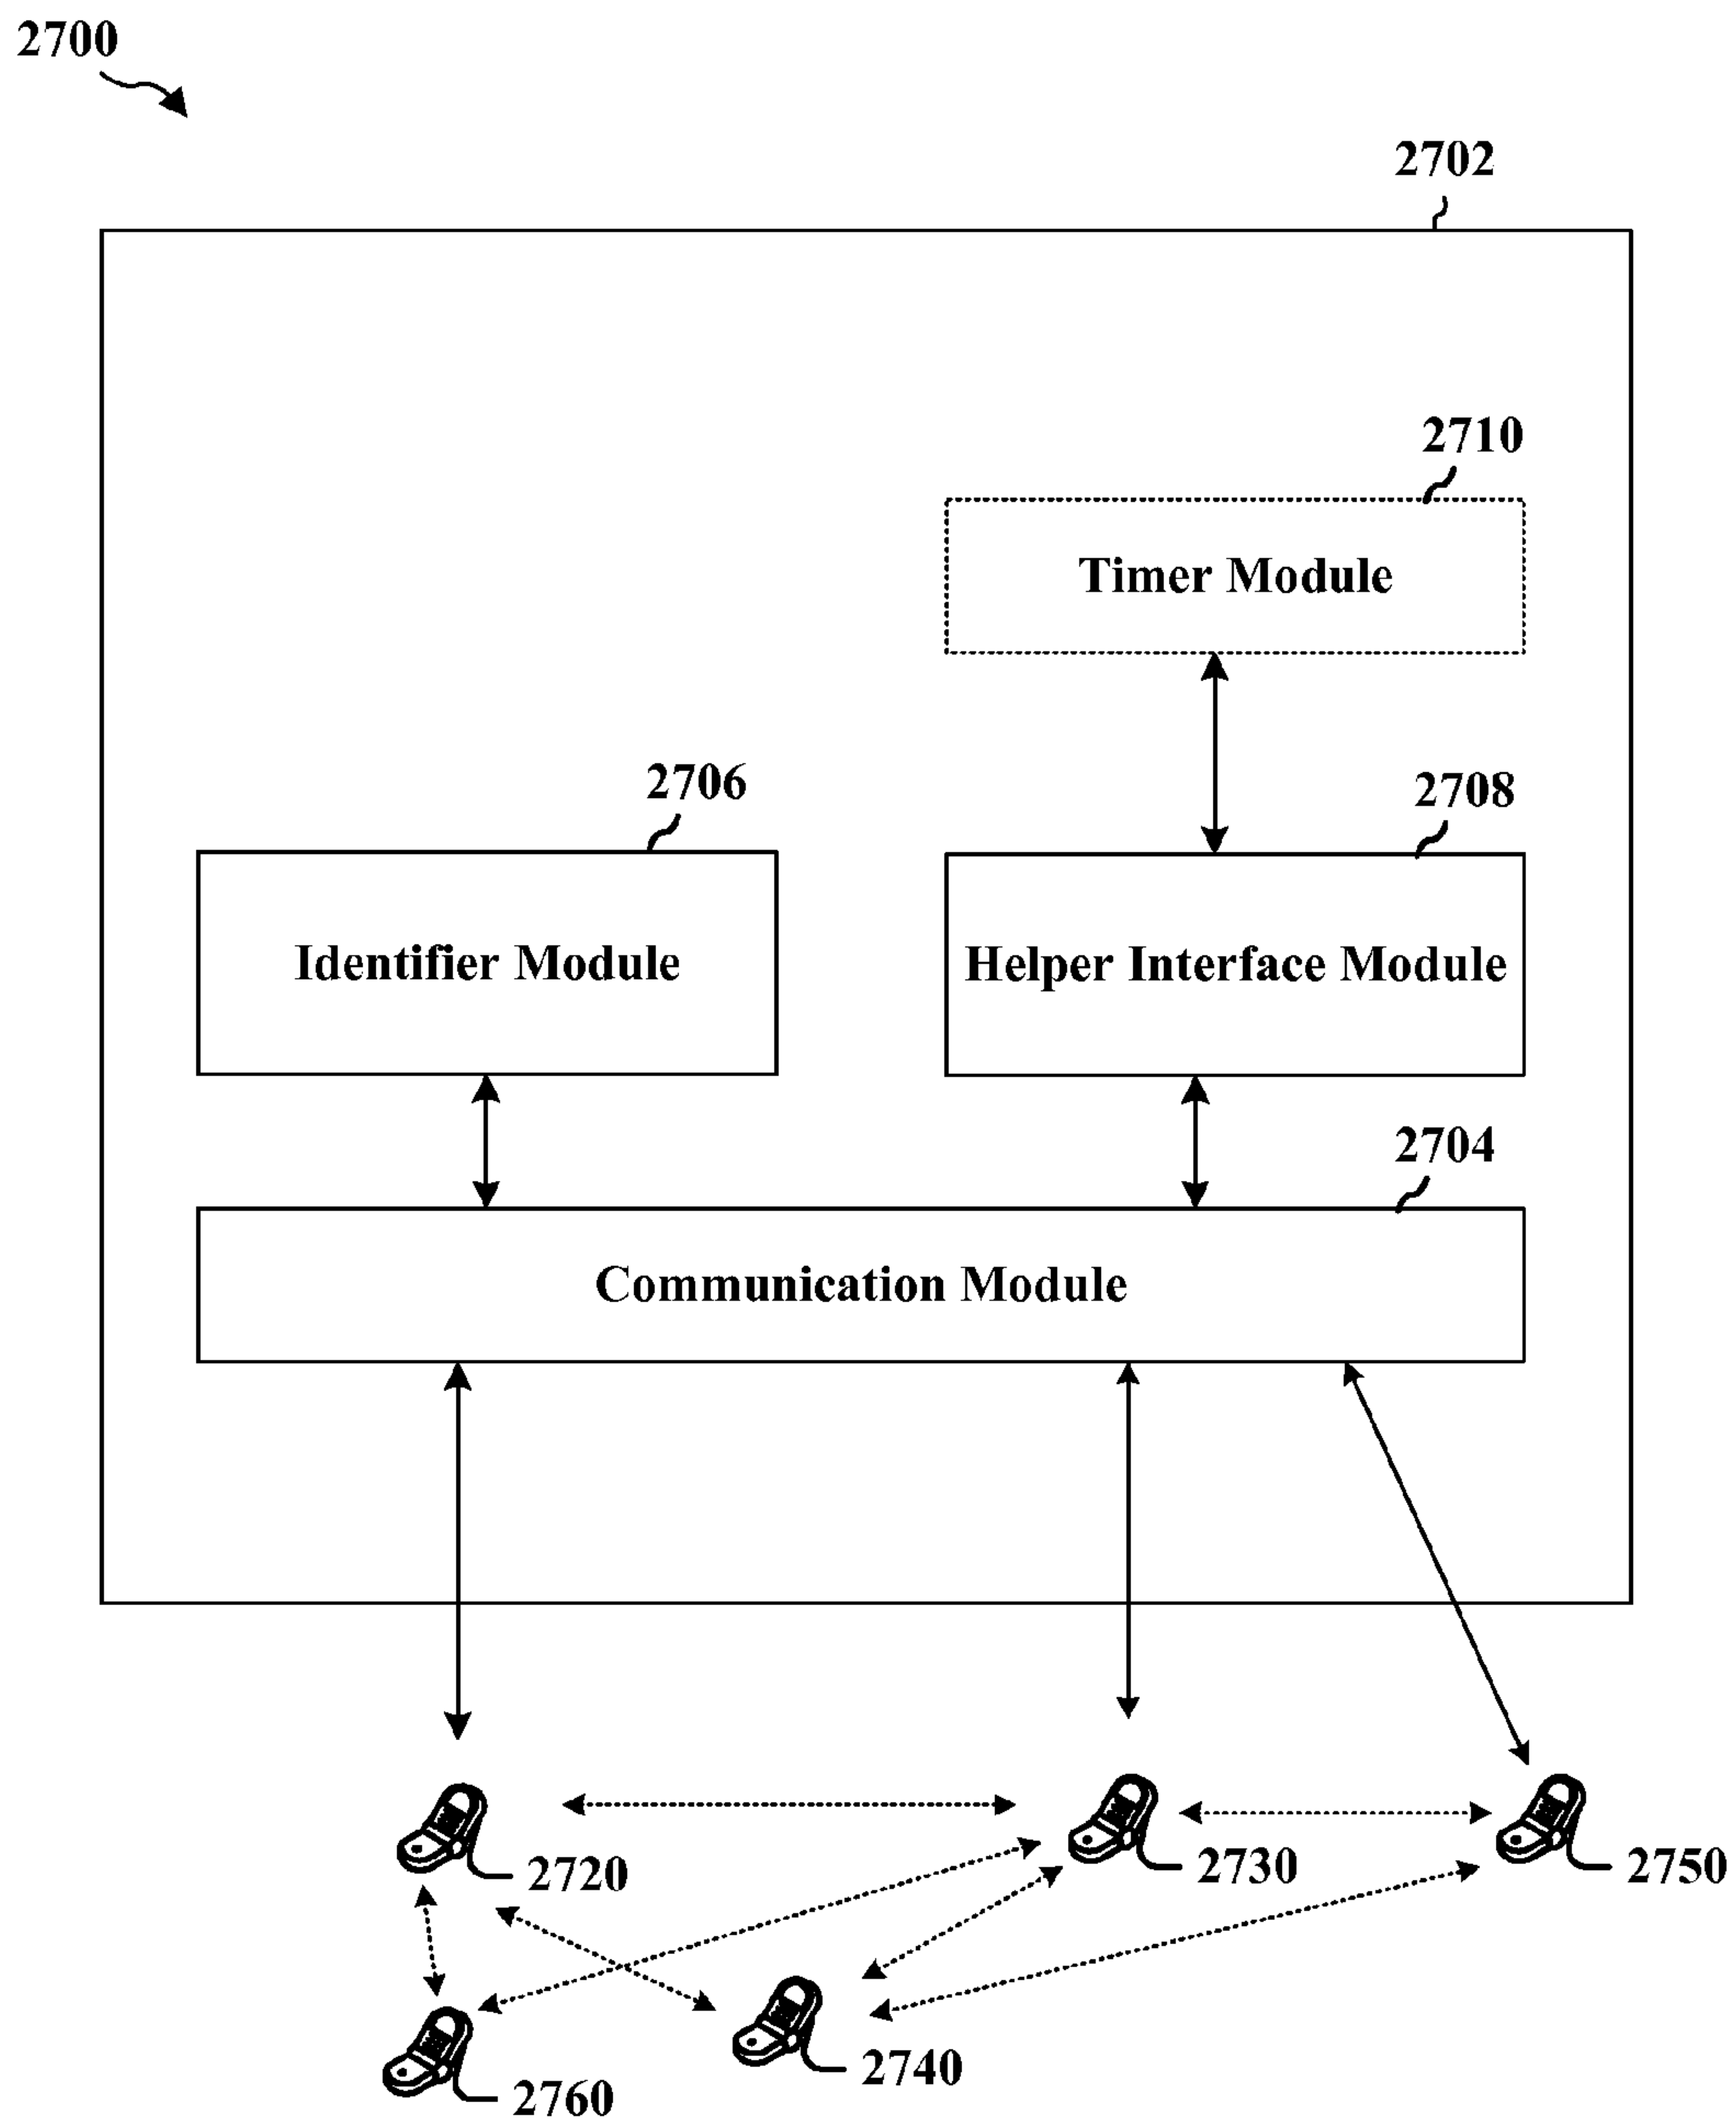 2700
2702
2710
Timer Module
2706
2708
Identifier Module
Helper Interface Module
2704
Communication Module
2720
2730
2750
2740
2760